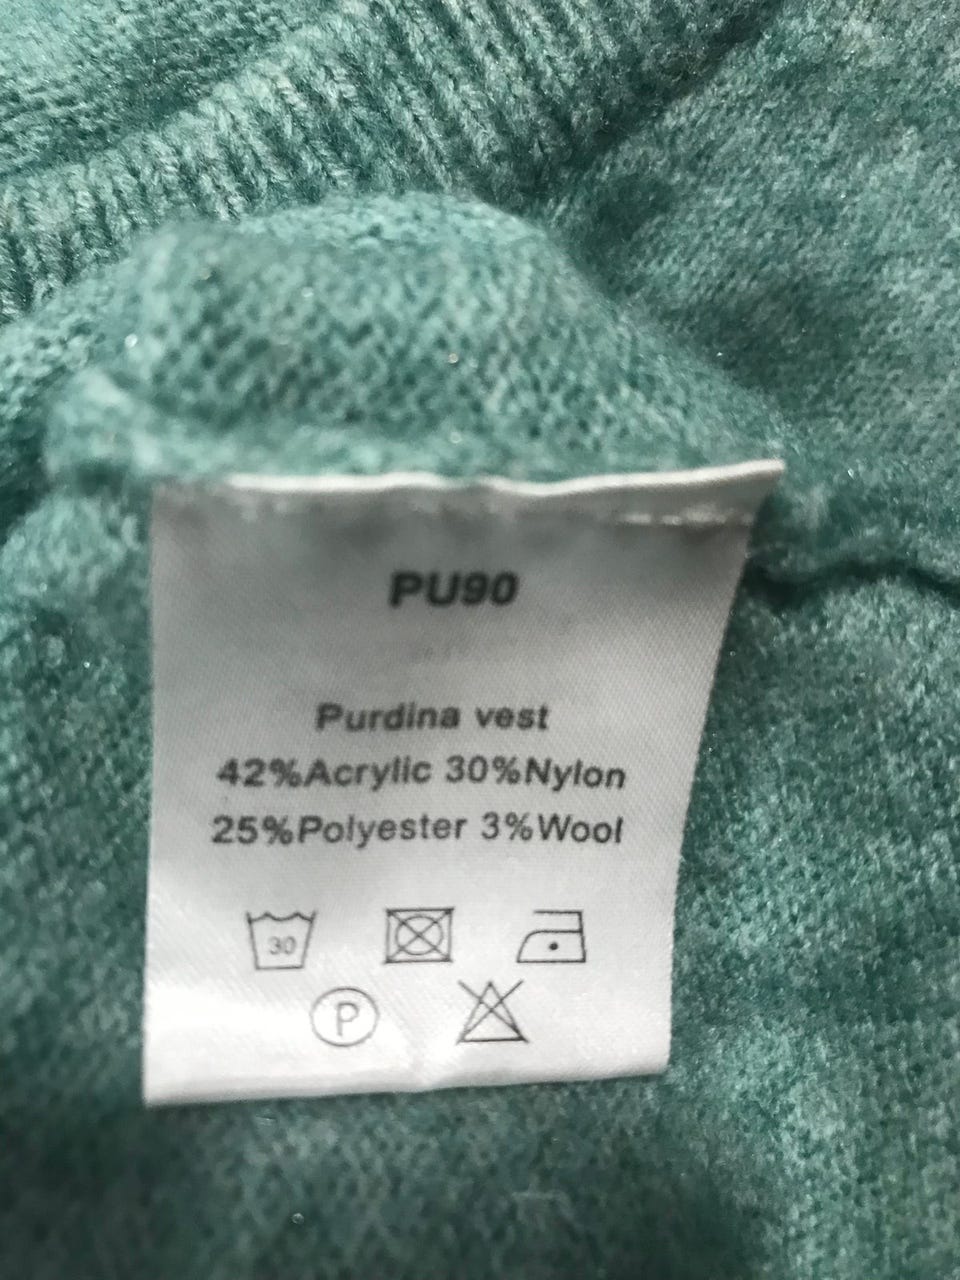 PU90
Purdina vest
42%Acrylic 30%Nylon
25%Polyester 3%Wool
30
P